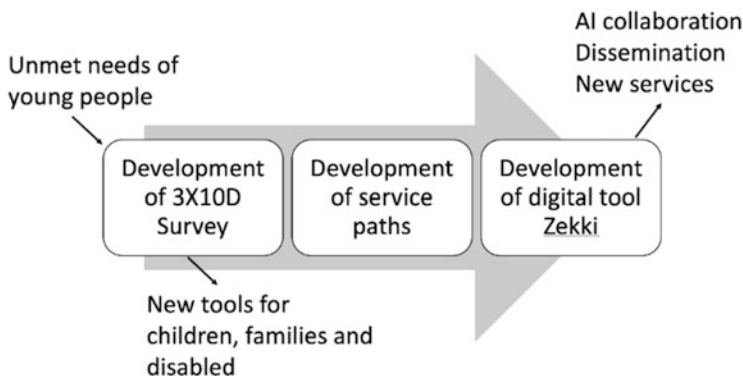 AI collaboration
Dissemination
New services
Unmet needs of
young people
Development
of 3X10D
Survey
Development
of service
paths
Development
of digital tool
Zekki
New tools for
children, families and
disabled